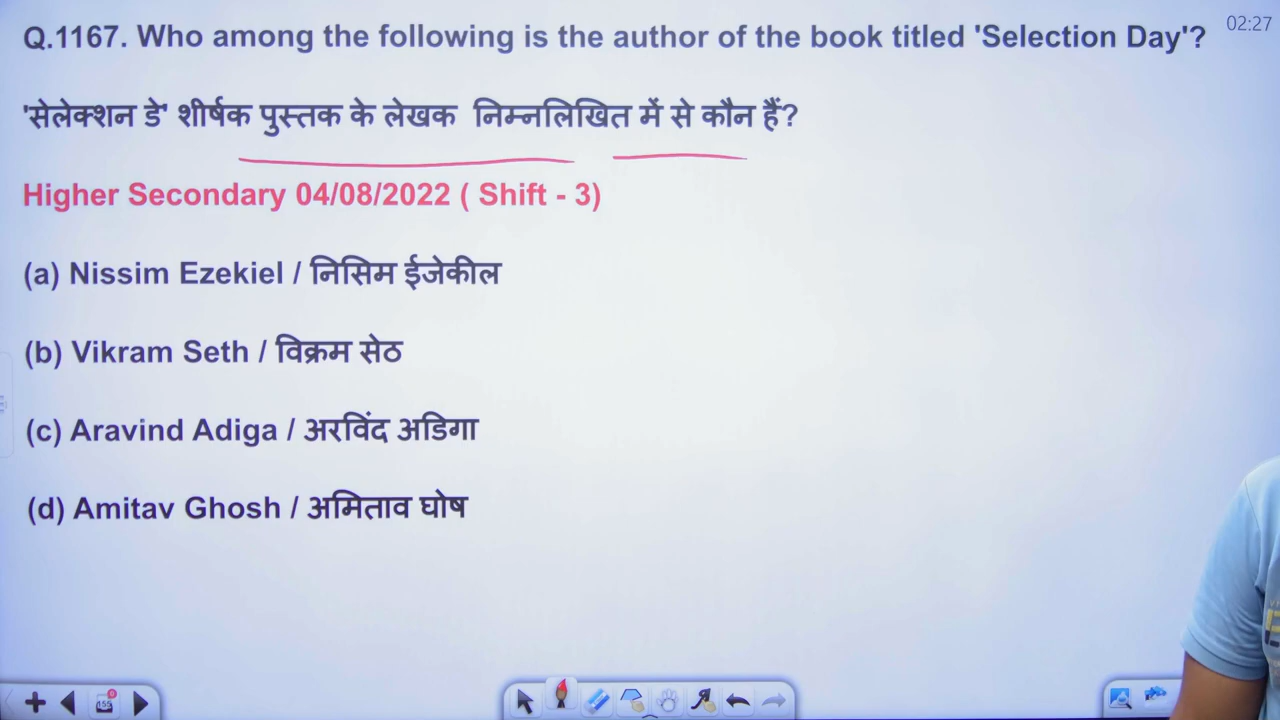 Q.1167. Who among the following is the author of the book titled 'Selection Day'?
02:27
'सेलेक्शन डे' शीर्षक पुस्तक के लेखक निम्नलिखित में से कौन हैं?
Higher Secondary 04/08/2022 ( Shift - 3)
(a) Nissim Ezekiel / निसिम ईजेकील
(b) Vikram Seth / विक्रम सेठ
(c) Aravind Adiga / अरविंद अडिगा
(d) Amitav Ghosh / अमिताव घोष
155